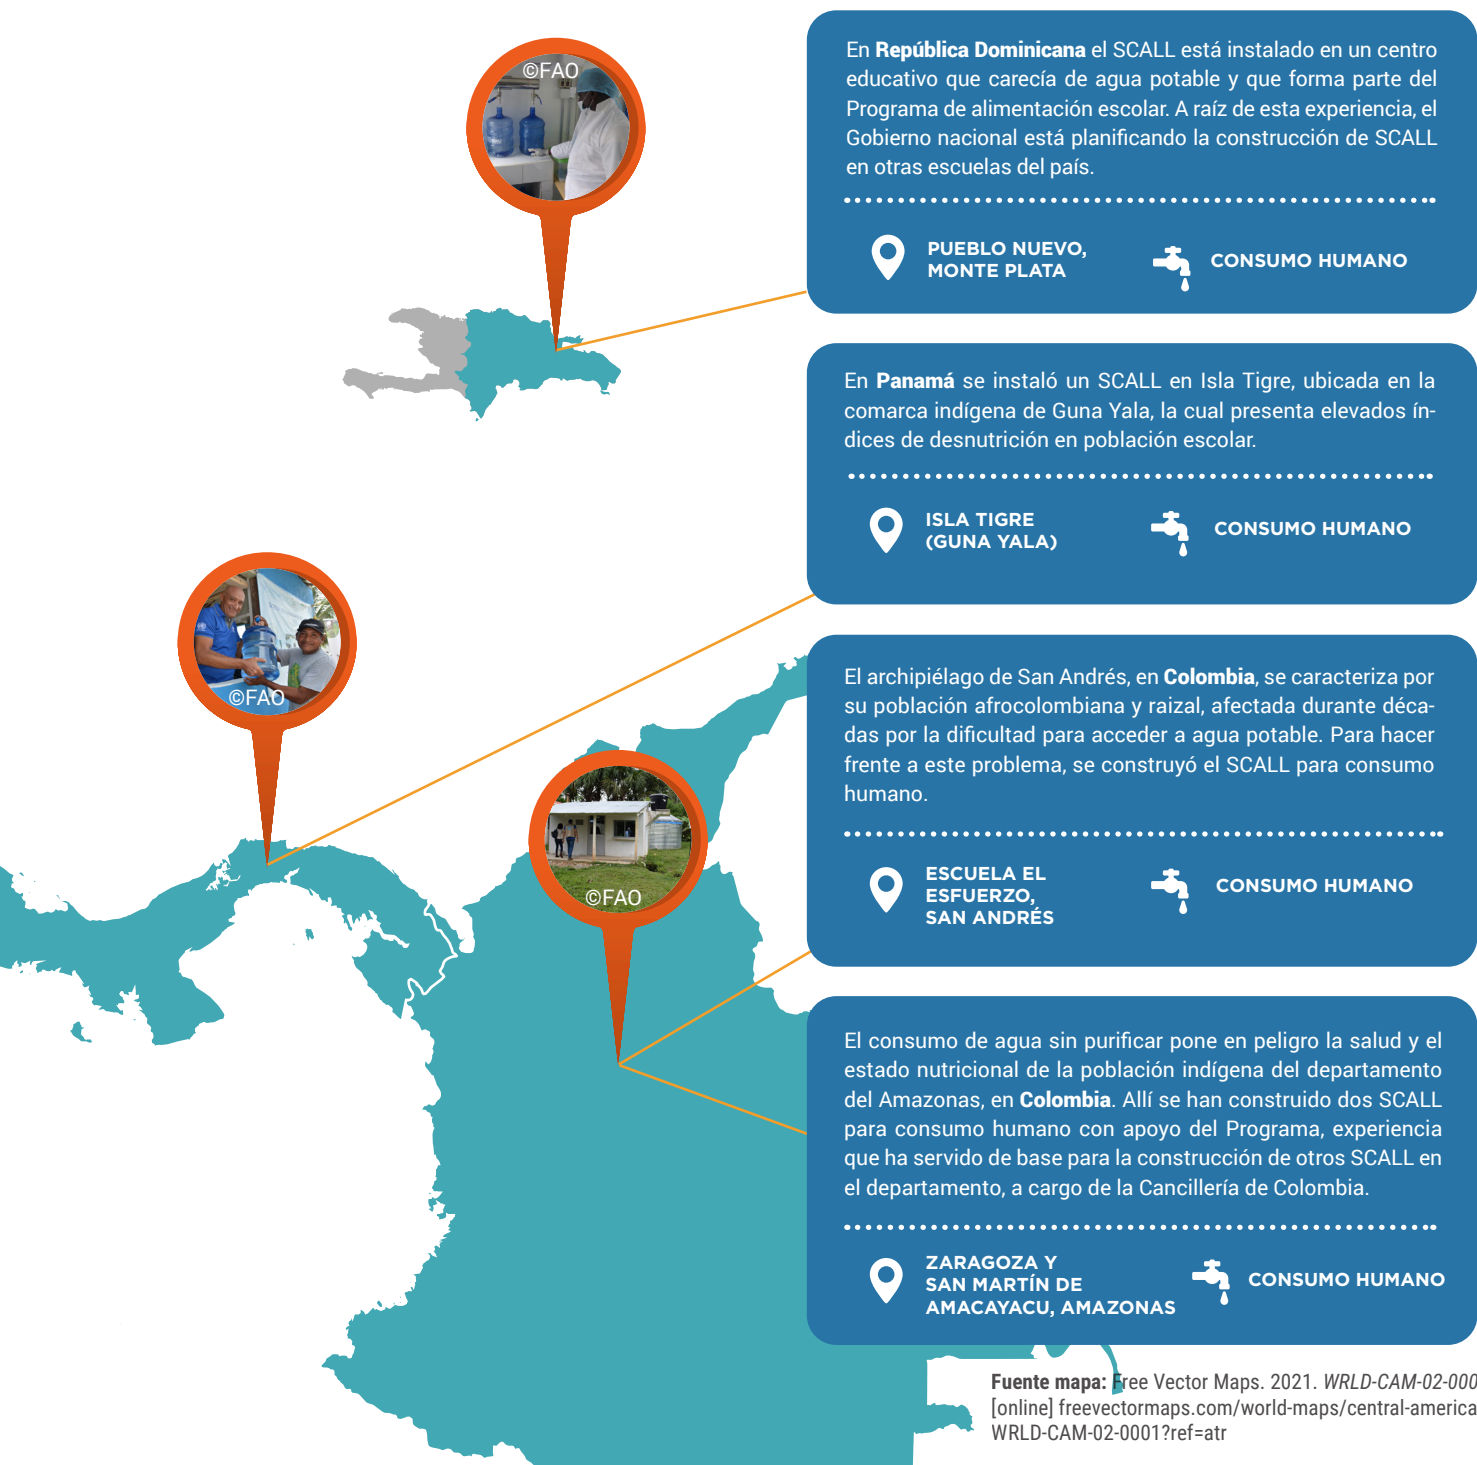 ©FAO
En República Dominicana el SCALL está instalado en un centro
educativo que carecía de agua potable y que forma parte del
Programa de alimentación escolar. A raíz de esta experiencia, el
Gobierno nacional está planificando la construcción de SCALL
en otras escuelas del país.
PUEBLO NUEVO,
MONTE PLATA
CONSUMO HUMANO
En Panamá se instaló un SCALL en Isla Tigre, ubicada en la
comarca indígena de Guna Yala, la cual presenta elevados ín-
dices de desnutrición en población escolar.
ISLA TIGRE
(GUNA YALA)
CONSUMO HUMANO
©FAO
El archipiélago de San Andrés, en Colombia, se caracteriza por
su población afrocolombiana y raizal, afectada durante déca-
das por la dificultad para acceder a agua potable. Para hacer
frente a este problema, se construyó el SCALL para consumo
humano.
ESCUELA EL
ESFUERZO,
SAN ANDRÉS
CONSUMO HUMANO
©FAO
El consumo de agua sin purificar pone en peligro la salud y el
estado nutricional de la población indígena del departamento
del Amazonas, en Colombia. Allí se han construido dos SCALL
para consumo humano con apoyo del Programa, experiencia
que ha servido de base para la construcción de otros SCALL en
el departamento, a cargo de la Cancillería de Colombia.
ZARAGOZA Y
SAN MARTÍN DE
AMACAYACU, AMAZONAS
CONSUMO HUMANO
Fuente mapa: Free Vector Maps. 2021. WRLD-CAM-02-000
[online] freevectormaps.com/world-maps/central-america
WRLD-CAM-02-0001?ref=atr